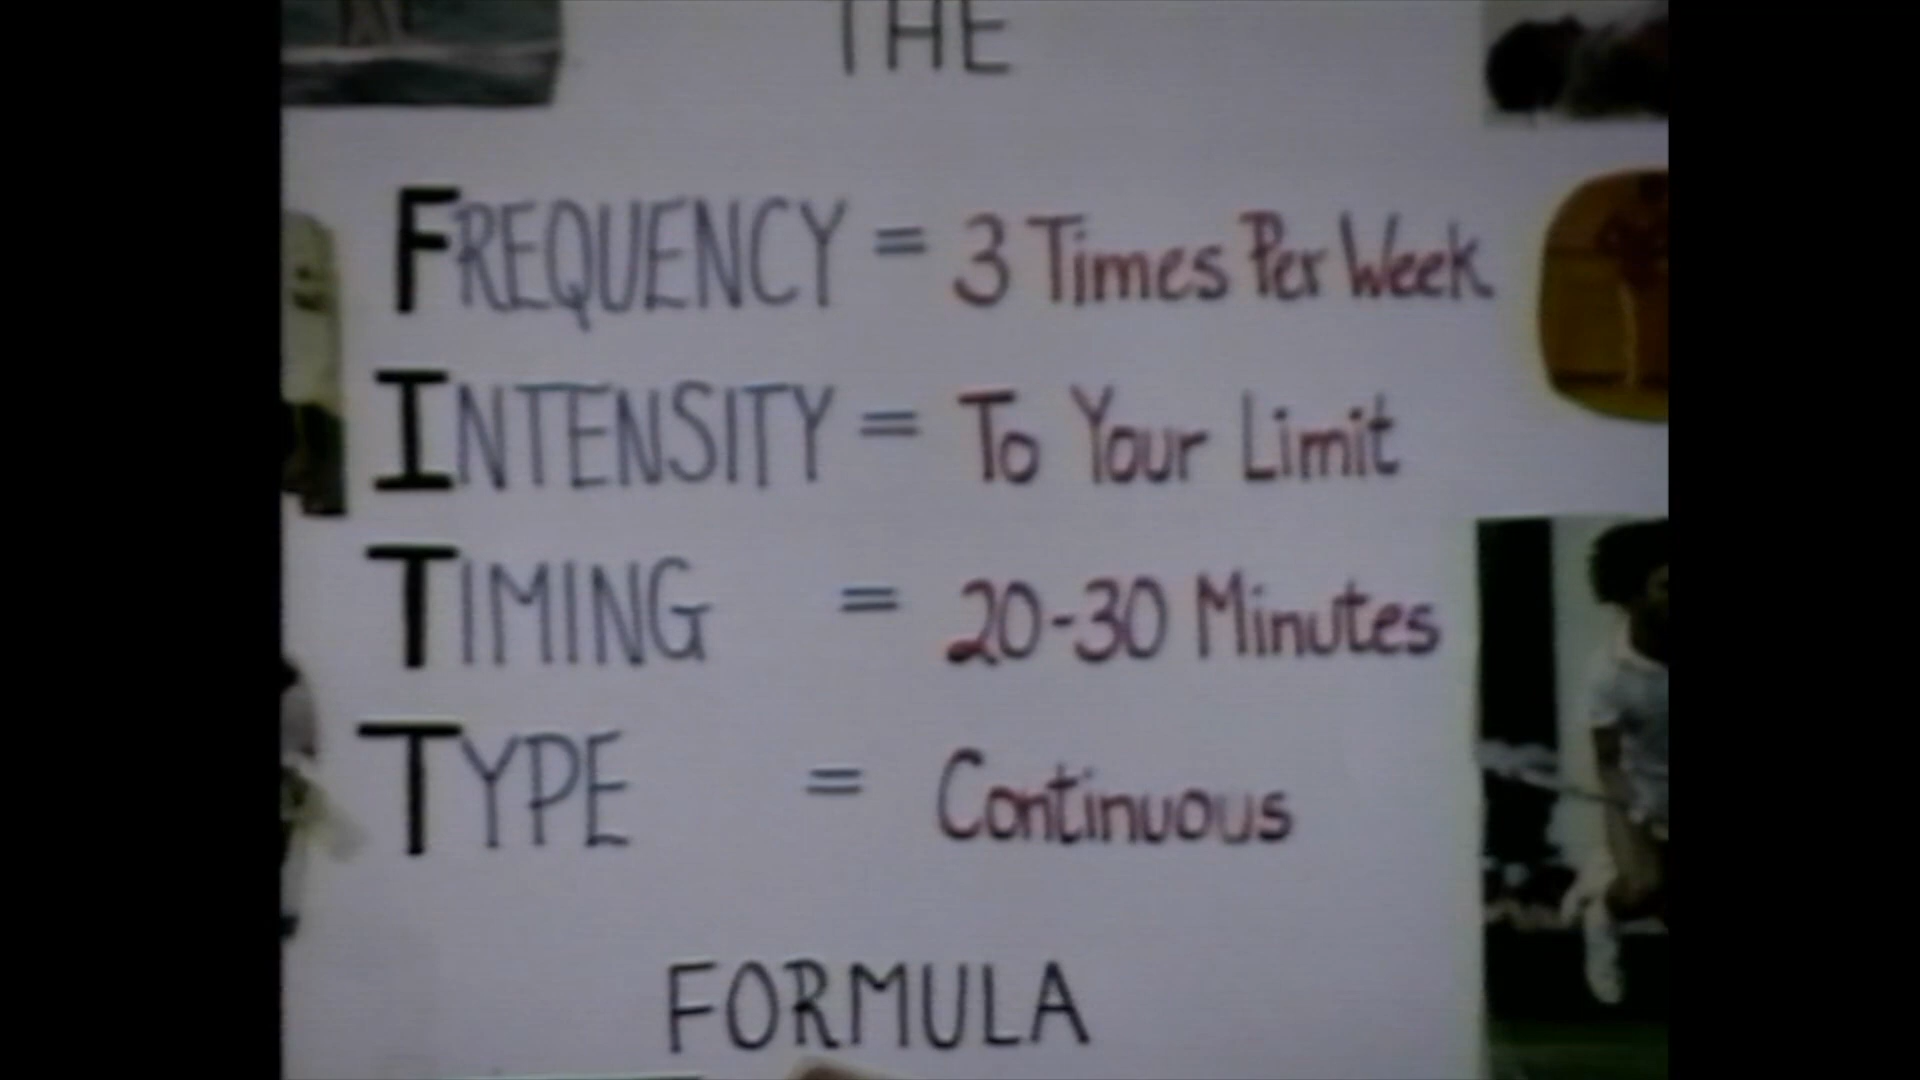 THE
FREQUENCY = 3 Times Per Week
INTENSITY = To Your Limit
TIMING = 20-30 Minutes
TYPE = Continuous
FORMULA